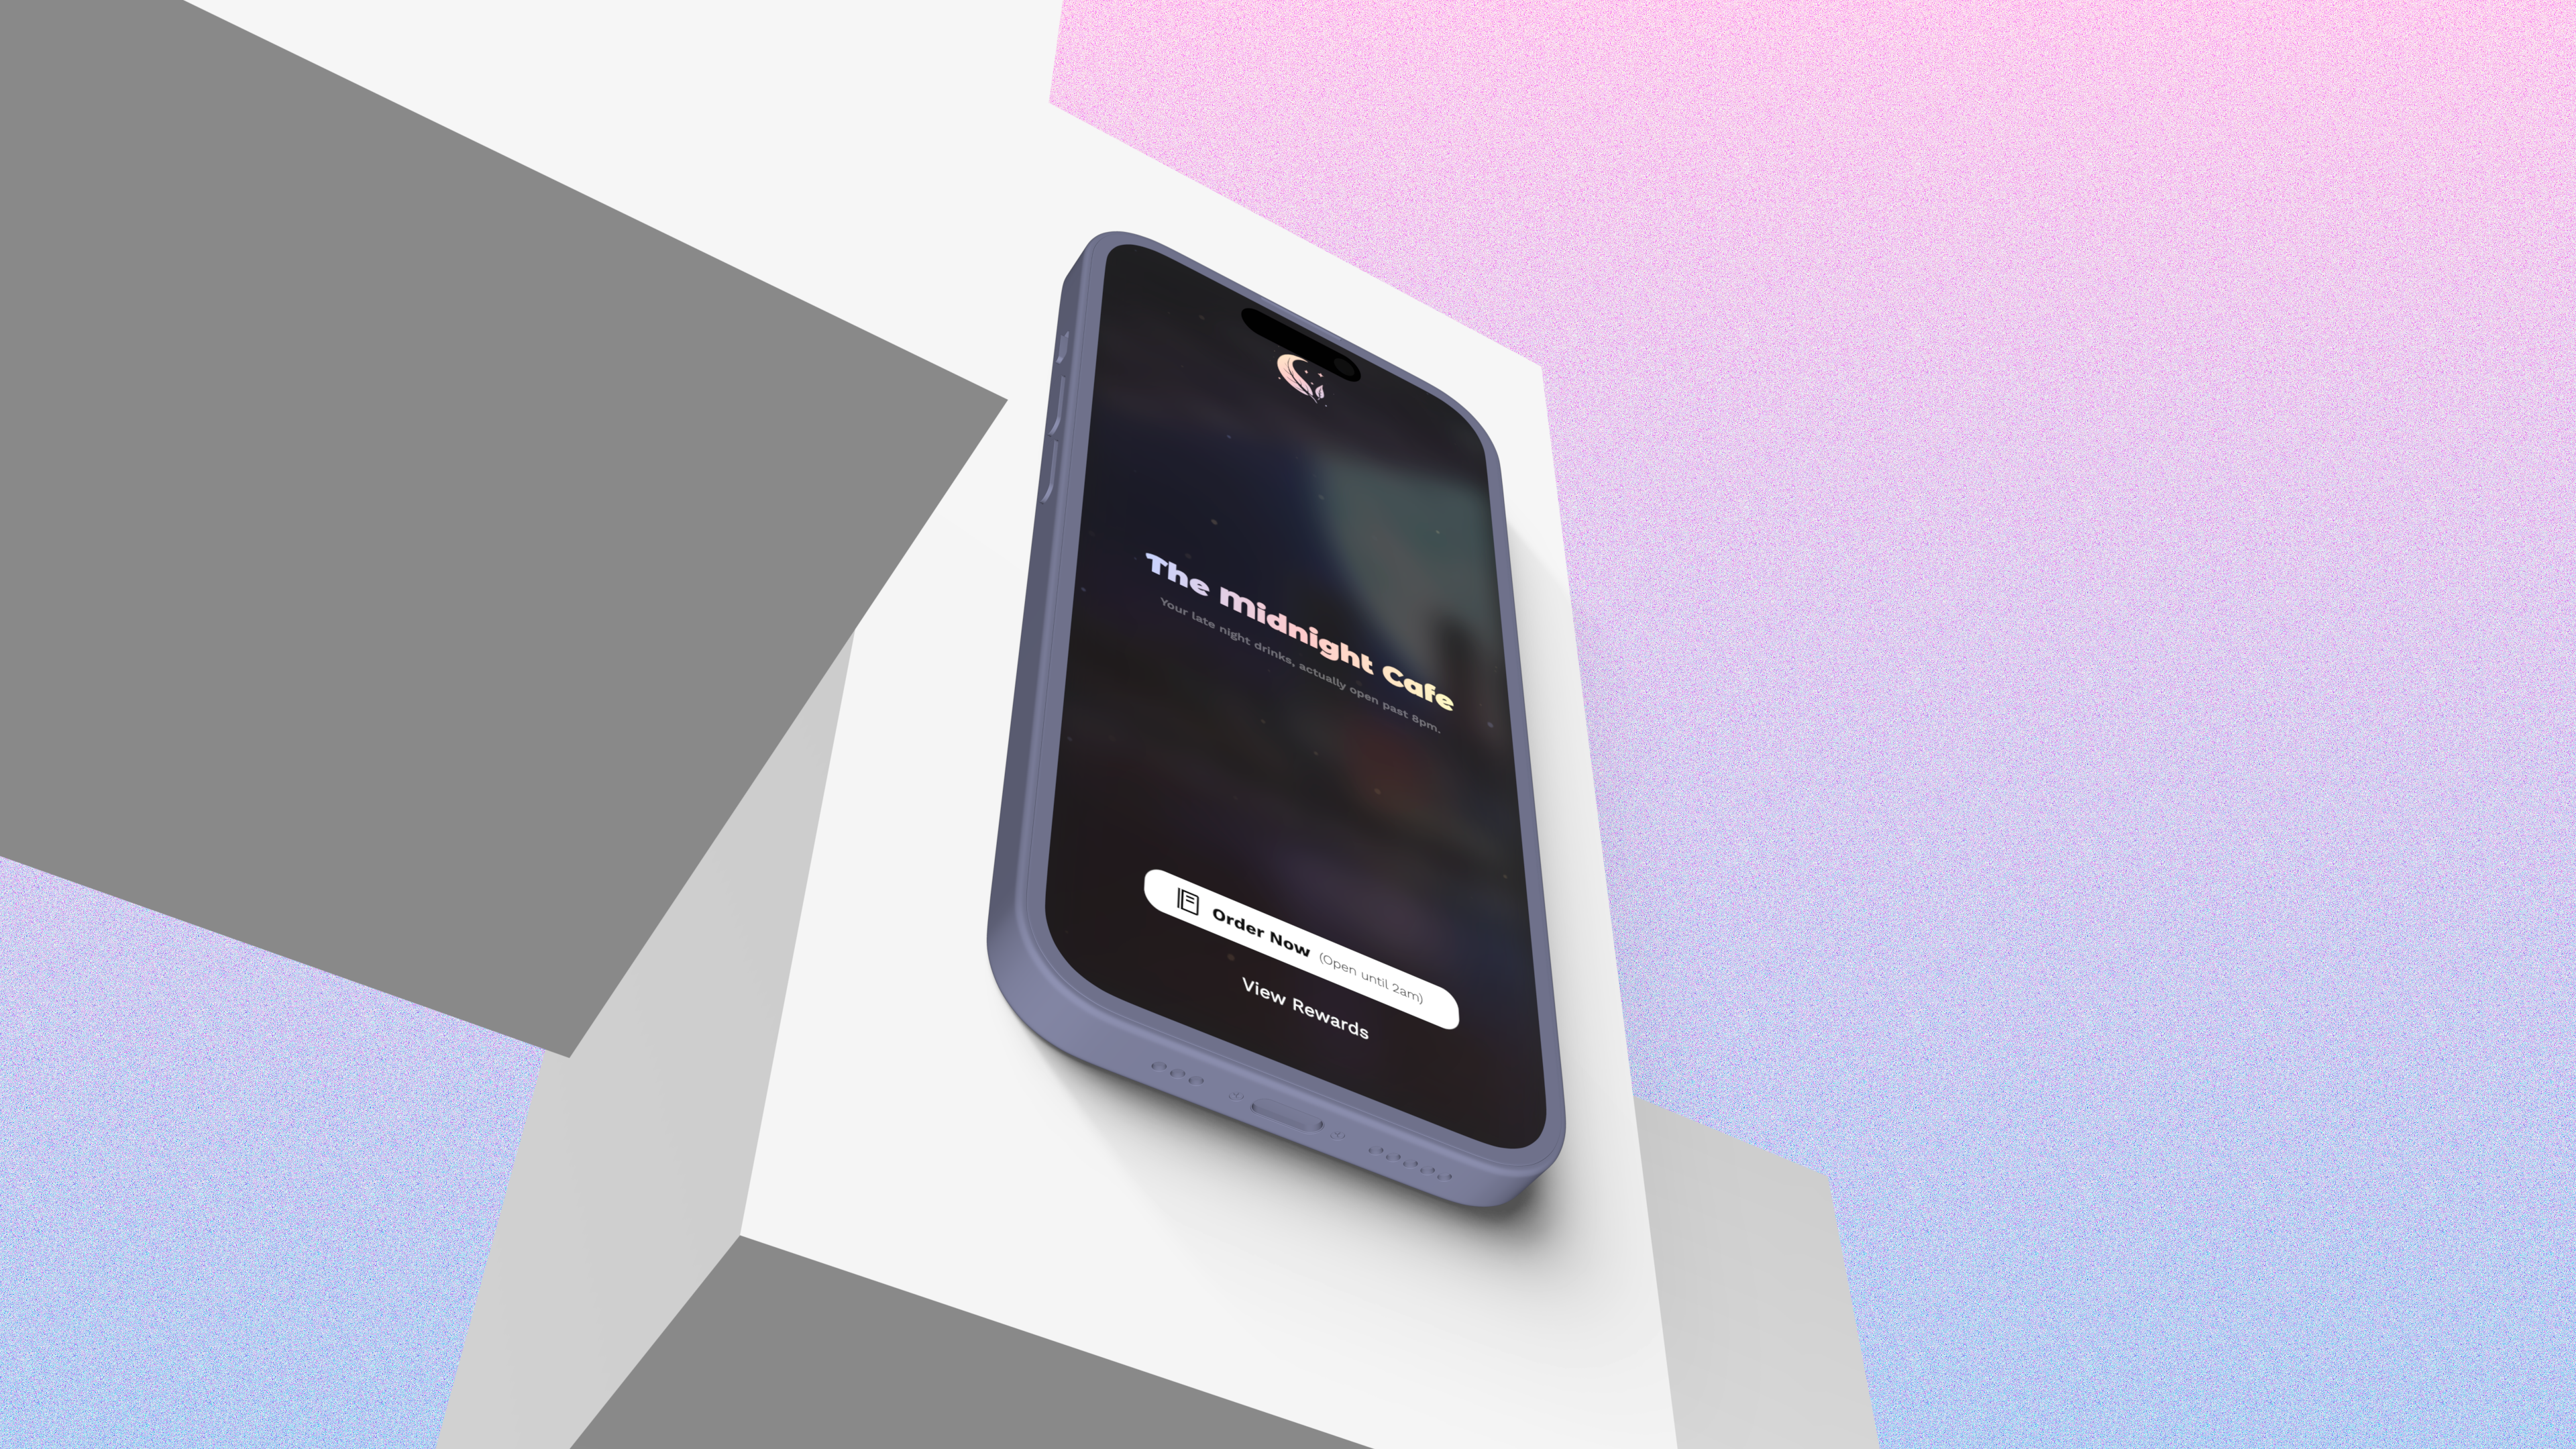 The Midnight Cafe
Your late night drinks, actually open past 8pm.
Order Now (Open until 2am)
View Rewards